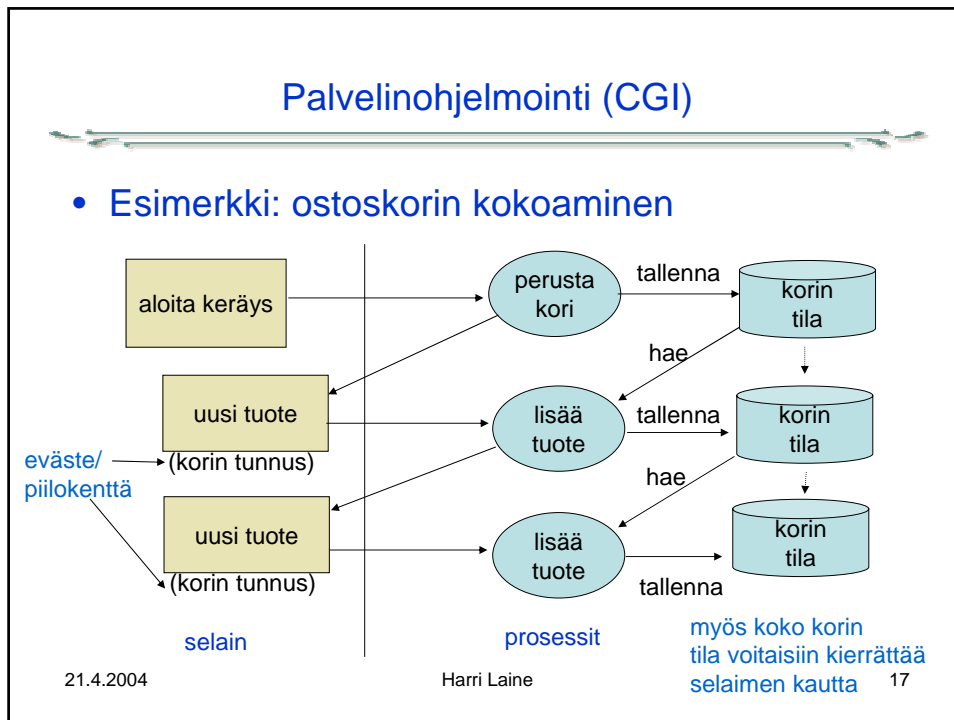 Palvelinohjelmointi (CGI)
• Esimerkki: ostoskorin kokoaminen
aloita keräys
perusta
kori
tallenna
korin
tila
hae
uusi tuote
(korin tunnus)
lisää
tuote
tallenna
korin
tila
eväste/
piilokenttä
hae
uusi tuote
(korin tunnus)
lisää
tuote
tallenna
korin
tila
selain
prosessit
myös koko korin
tila voitaisiin kierrättää
selaimen kautta
21.4.2004
Harri Laine
17